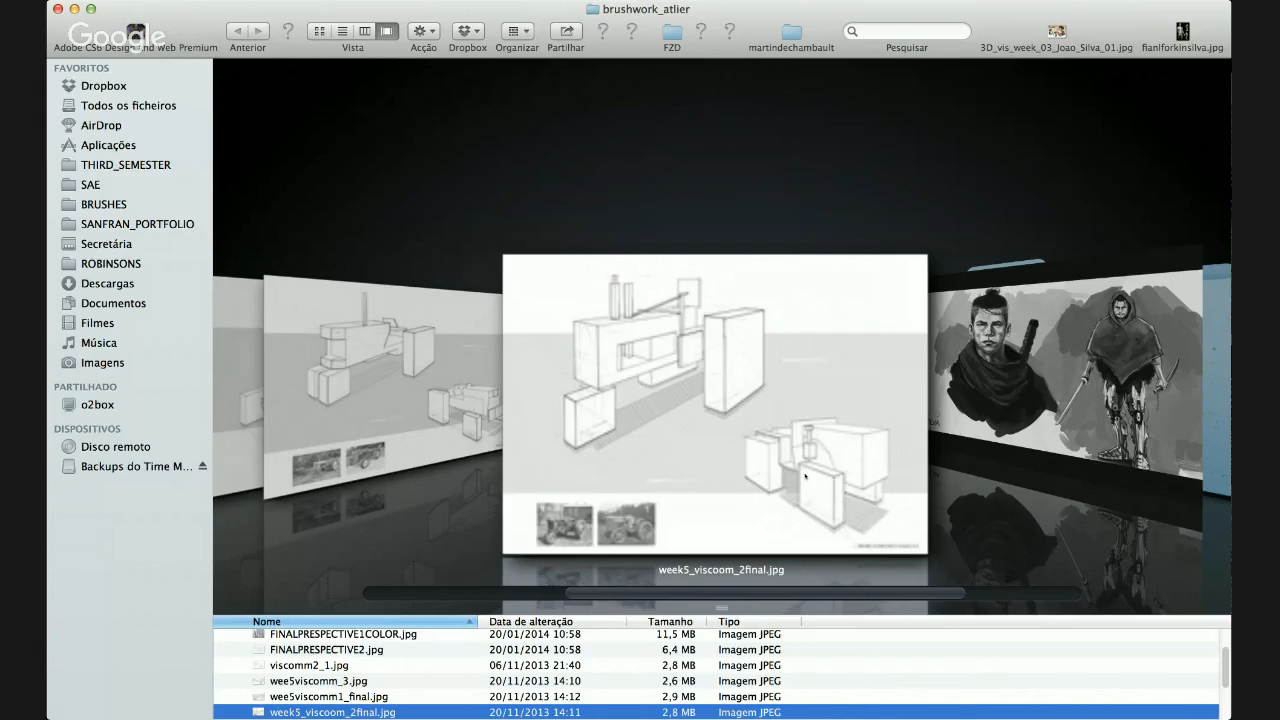 brushwork_atlier
Google
Adobe CS6 Design and Web Premium
Anterior
Vista
Acção
Dropbox
Organizar
Partilhar
FZD
martindechambault
Pesquisar
3D_vis_week_03_Joao_Silva_01.jpg
fianlforkinsilva.jpg
FAVORITOS
Dropbox
Todos os ficheiros
AirDrop
Aplicações
THIRD_SEMESTER
SAE
BRUSHES
SANFRAN_PORTFOLIO
Secretária
ROBINSONS
Descargas
Documentos
Filmes
Música
Imagens
PARTILHADO
o2box
DISPOSITIVOS
Disco remoto
Backups do Time M...
week5_viscoom_2final.jpg
Nome Data de alteração Tamanho Tipo
FINALPRESPECTIVE1COLOR.jpg 20/01/2014 10:58 11,5 MB Imagem JPEG
FINALPRESPECTIVE2.jpg 20/01/2014 10:58 6,4 MB Imagem JPEG
viscomm2_1.jpg 06/11/2013 21:40 2,8 MB Imagem JPEG
wee5viscomm_3.jpg 20/11/2013 14:10 2,6 MB Imagem JPEG
wee5viscomm1_final.jpg 20/11/2013 14:12 2,9 MB Imagem JPEG
week5_viscoom_2final.jpg 20/11/2013 14:11 2,8 MB Imagem JPEG